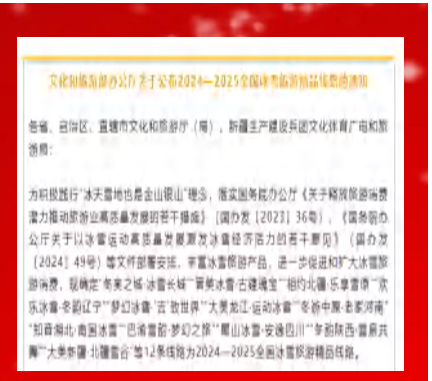 文化和旅游部办公厅关于公布2024—2025全国冰雪旅游精品线路的通知
各省、自治区、直辖市文化和旅游厅（局），新疆生产建设兵团文化体育广电和旅
游局：
为积极践行“冰天雪地也是金山银山”理念，落实国务院办公厅《关于释放旅游消费
潜力推动旅游业高质量发展的若干措施》（国办发〔2023〕36号）、《国务院办
公厅关于以冰雪运动高质量发展激发冰雪经济活力的若干意见》（国办发
〔2024〕49号）等文件部署安排，丰富冰雪旅游产品，进一步促进和扩大冰雪旅
游消费，现确定“冬奥之城·冰雪长城”“晋美冰雪·古建瑰宝”“相约北疆·乐享雪原”“欢
乐冰雪·冬韵辽宁”“梦幻冰雪·‘吉’致世界”“大美龙江·运动冰雪”“冬游中原·老家河南”
“知音湖北·南国冰雪”“巴渝雪韵·梦幻之旅”“蜀山冰雪·安逸四川”“冬韵陕西·雪景共
舞”“大美新疆·北疆雪谷”等12条线路为2024—2025全国冰雪旅游精品线路。